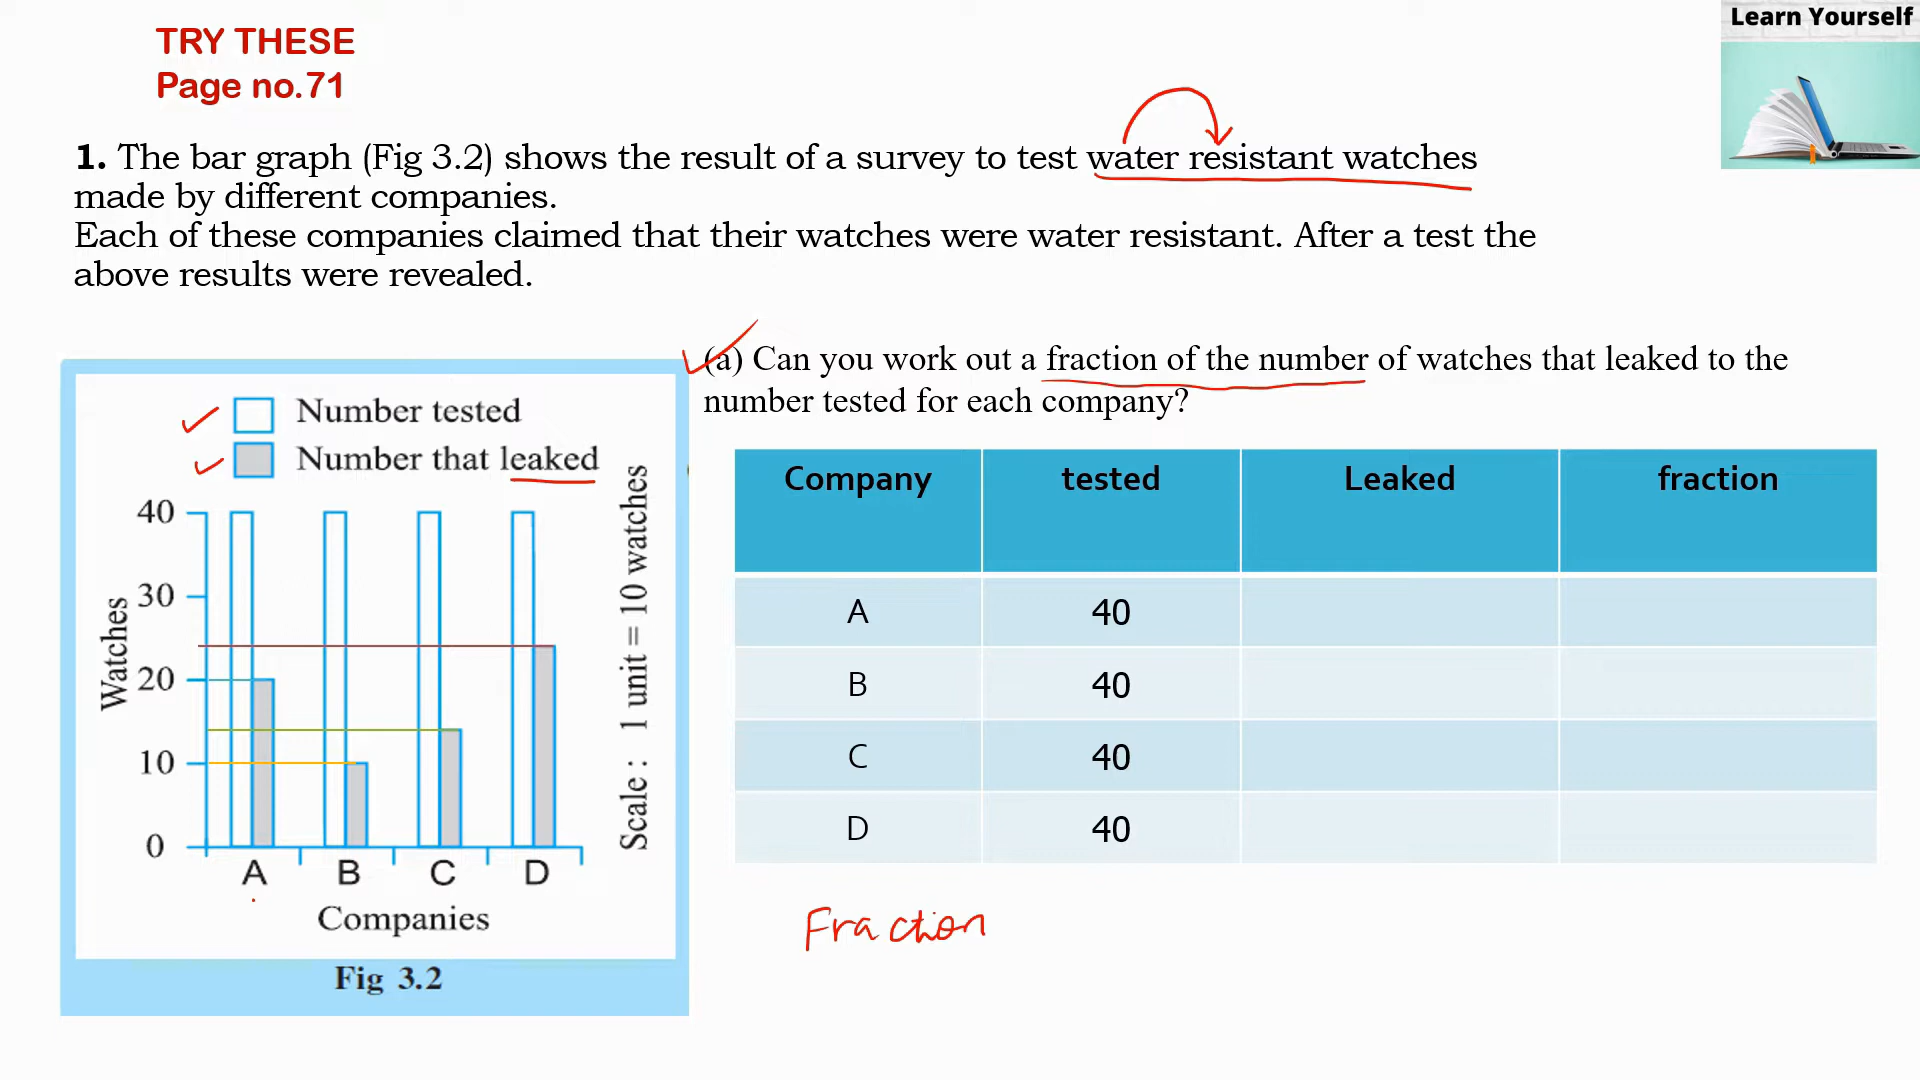 Learn Yourself
TRY THESE
Page no.71
1. The bar graph (Fig 3.2) shows the result of a survey to test water resistant watches
made by different companies.
Each of these companies claimed that their watches were water resistant. After a test the
above results were revealed.
(a) Can you work out a fraction of the number of watches that leaked to the
number tested for each company?
Number tested
Number that leaked
40
30
20
10
0
Watches
Scale : 1 unit = 10 watches
A B C D
Companies
Fig 3.2
Company tested Leaked fraction
A 40
B 40
C 40
D 40
Fraction